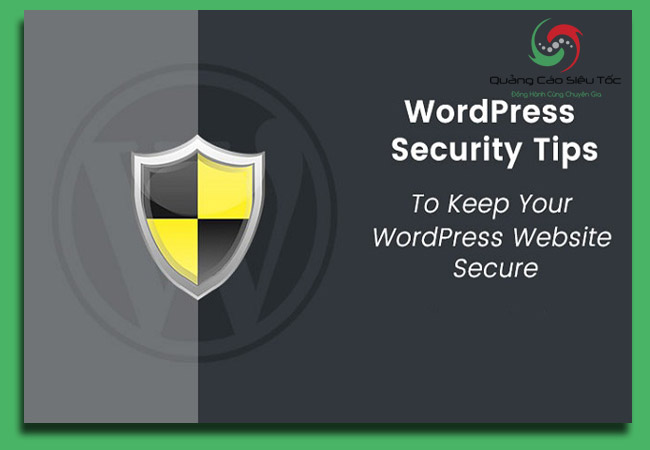 Quảng Cáo Siêu Tốc
Đồng Hành Cùng Chuyên Gia
WordPress
Security Tips
To Keep Your
WordPress Website
Secure